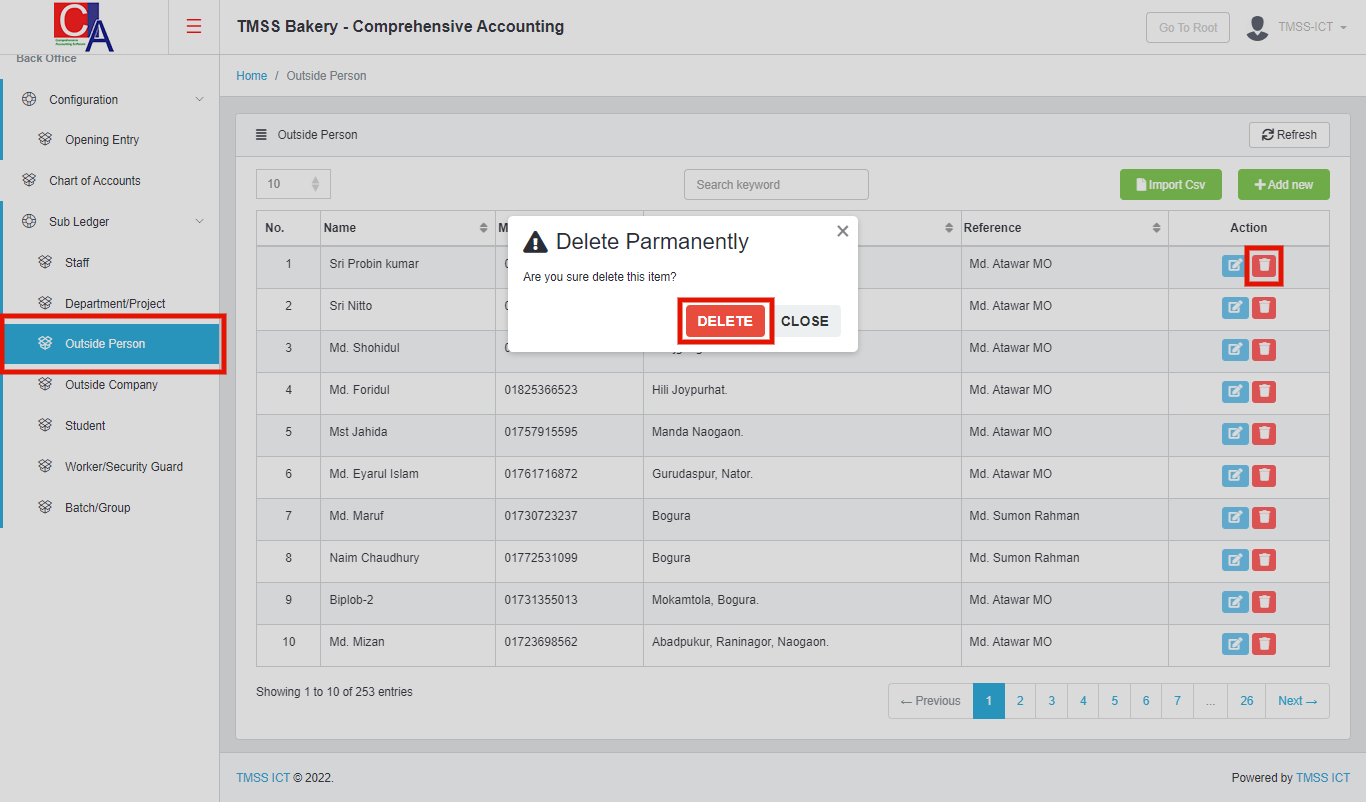 CA
TMSS Bakery - Comprehensive Accounting
Go To Root
TMSS-ICT
Back Office
Configuration
Opening Entry
Chart of Accounts
Sub Ledger
Staff
Department/Project
Outside Person
Outside Company
Student
Worker/Security Guard
Batch/Group
Home / Outside Person
Outside Person
Refresh
10
Search keyword
Import Csv
Add new
No. Name Reference Action
1 Sri Probin kumar Md. Atawar MO
2 Sri Nitto Md. Atawar MO
3 Md. Shohidul Md. Atawar MO
4 Md. Foridul 01825366523 Hili Joypurhat. Md. Atawar MO
5 Mst Jahida 01757915595 Manda Naogaon. Md. Atawar MO
6 Md. Eyarul Islam 01761716872 Gurudaspur, Nator. Md. Atawar MO
7 Md. Maruf 01730723237 Bogura Md. Sumon Rahman
8 Naim Chaudhury 01772531099 Bogura Md. Sumon Rahman
9 Biplob-2 01731355013 Mokamtola, Bogura. Md. Atawar MO
10 Md. Mizan 01723698562 Abadpukur, Raninagor, Naogaon. Md. Atawar MO
Delete Parmanently
Are you sure delete this item?
DELETE CLOSE
Showing 1 to 10 of 253 entries
← Previous 1 2 3 4 5 6 7 ... 26 Next →
TMSS ICT © 2022.
Powered by TMSS ICT